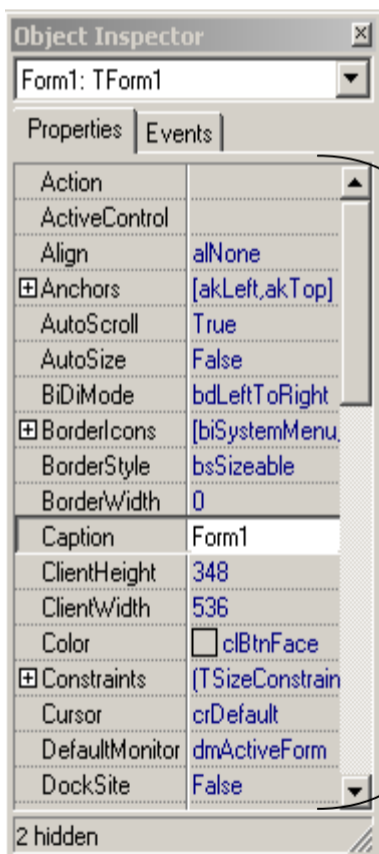 Object Inspector
Form1: TForm1
Properties Events
Action
ActiveControl
Align alNone
Anchors [akLeft,akTop]
AutoScroll True
AutoSize False
BiDiMode bdLeftToRight
BorderIcons [biSystemMenu,
BorderStyle bsSizeable
BorderWidth 0
Caption Form1
ClientHeight 348
ClientWidth 536
Color clBtnFace
Constraints (TSizeConstrain
Cursor crDefault
DefaultMonitor dmActiveForm
DockSite False
2 hidden